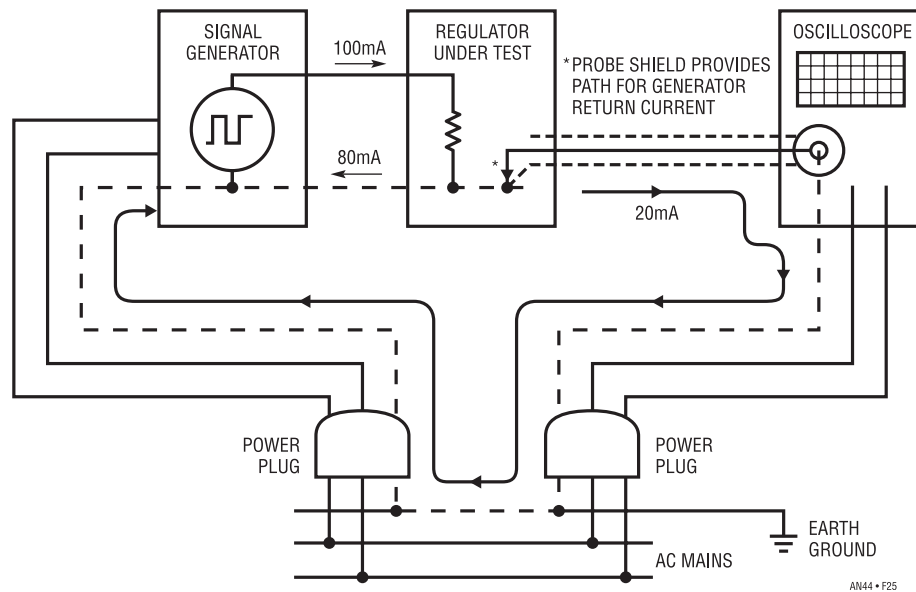 SIGNAL
GENERATOR
100mA
REGULATOR
UNDER TEST
OSCILLOSCOPE
*PROBE SHIELD PROVIDES
PATH FOR GENERATOR
RETURN CURRENT
80mA
*
20mA
POWER
PLUG
POWER
PLUG
EARTH
GROUND
AC MAINS
AN44 • F25